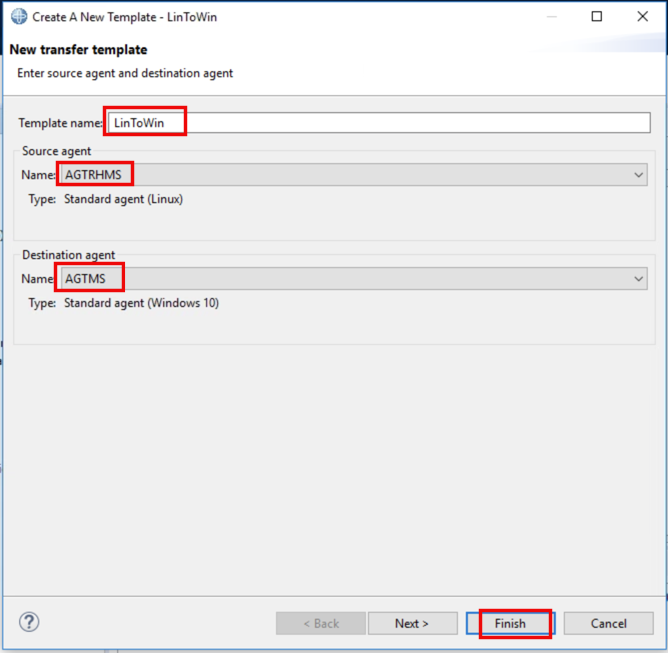 Create A New Template - LinToWin
New transfer template
Enter source agent and destination agent
Template name: LinToWin
Source agent
Name: AGTRHMS
Type: Standard agent (Linux)
Destination agent
Name: AGTMS
Type: Standard agent (Windows 10)
? < Back Next > Finish Cancel